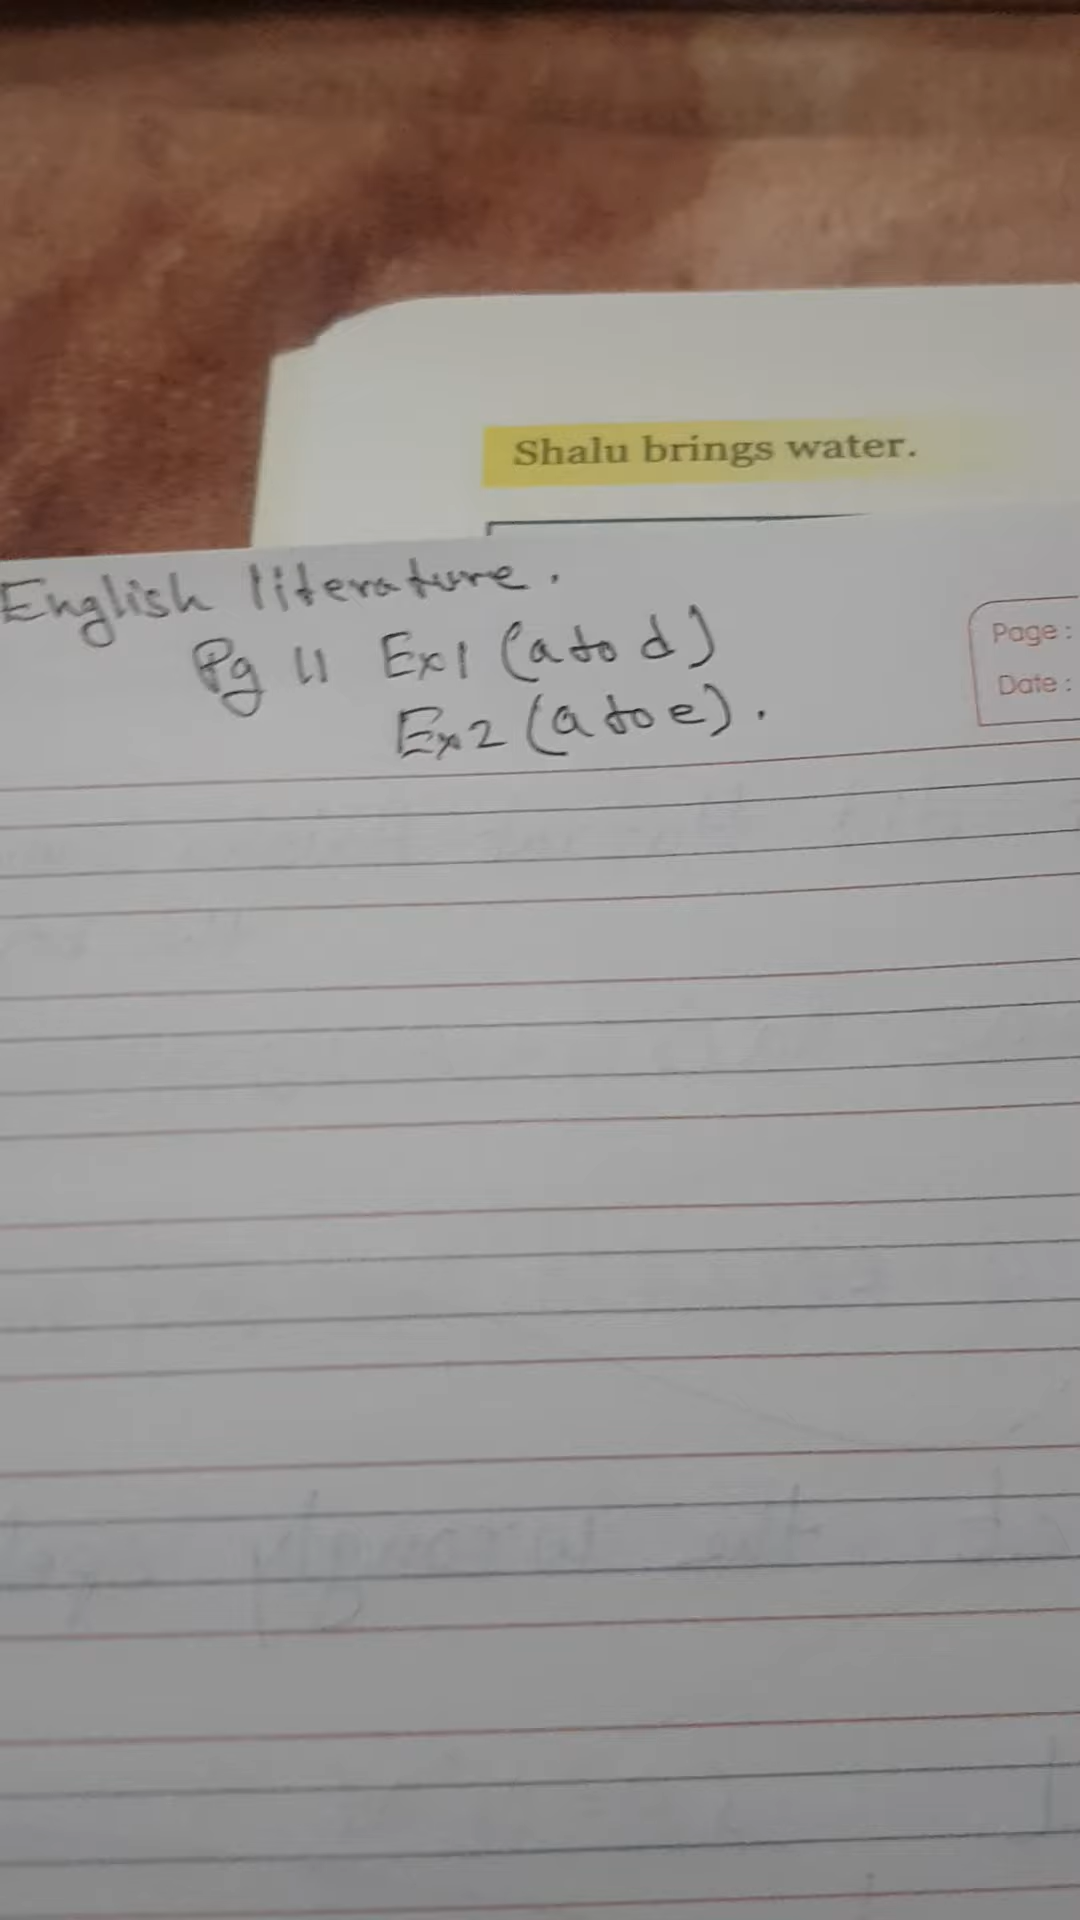 Shalu brings water.
English literature.
Pg 11 Ex1 (a to d)
Ex2 (a to e).
Page :
Date :